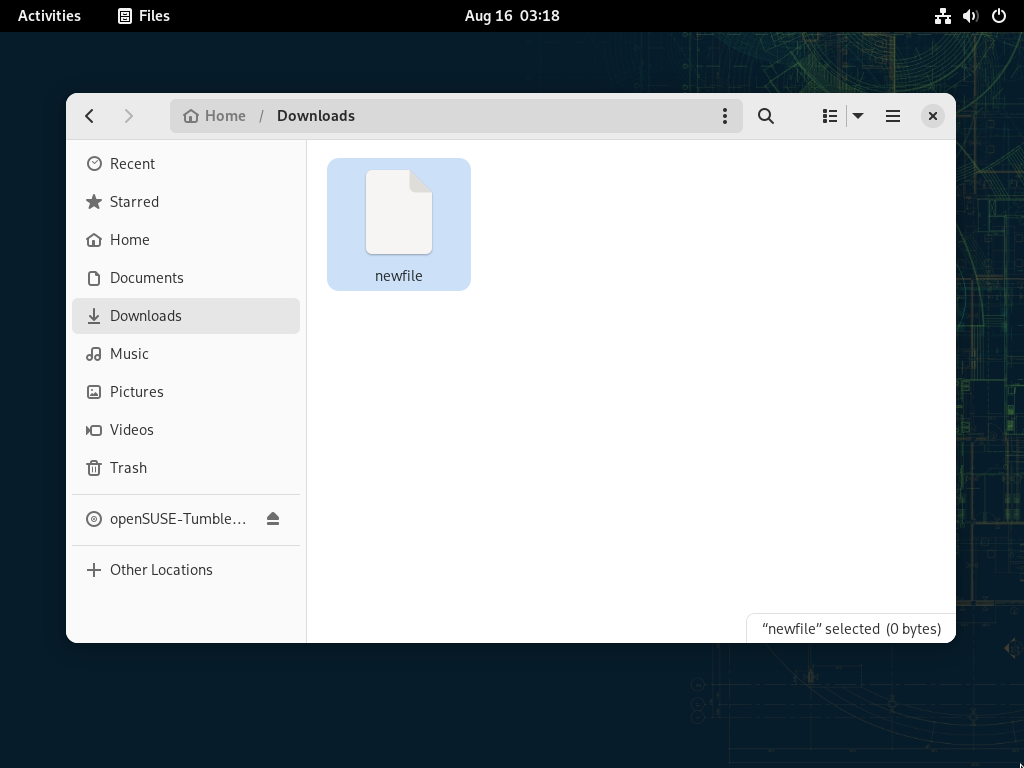 Activities Files Aug 16 03:18
Home / Downloads
Recent
Starred
Home
Documents
Downloads
Music
Pictures
Videos
Trash
openSUSE-Tumble…
Other Locations
newfile
“newfile” selected (0 bytes)